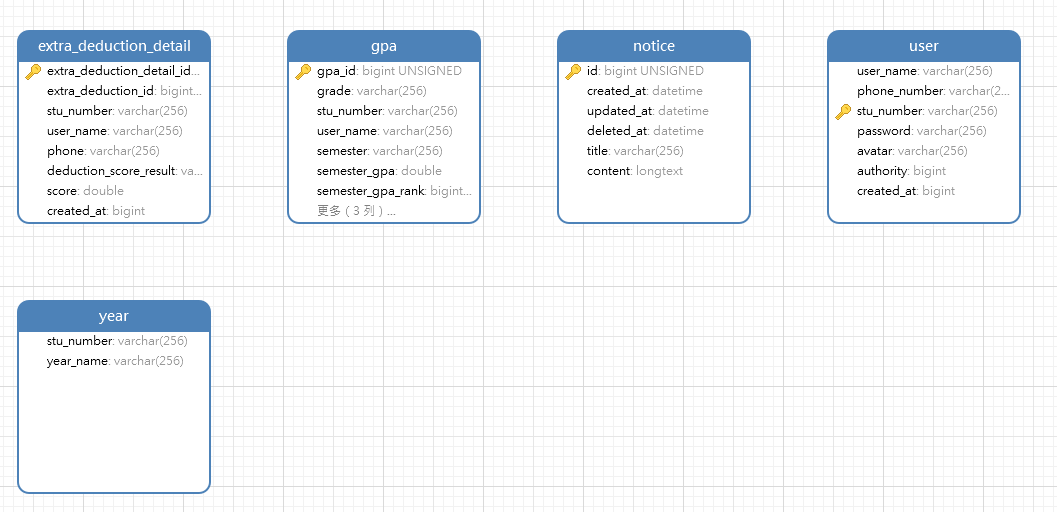 extra_deduction_detail
extra_deduction_detail_id...
extra_deduction_id: bigint...
stu_number: varchar(256)
user_name: varchar(256)
phone: varchar(256)
deduction_score_result: va...
score: double
created_at: bigint
gpa
gpa_id: bigint UNSIGNED
grade: varchar(256)
stu_number: varchar(256)
user_name: varchar(256)
semester: varchar(256)
semester_gpa: double
semester_gpa_rank: bigint...
更多 ( 3 列 ) ...
notice
id: bigint UNSIGNED
created_at: datetime
updated_at: datetime
deleted_at: datetime
title: varchar(256)
content: longtext
user
user_name: varchar(256)
phone_number: varchar(2...
stu_number: varchar(256)
password: varchar(256)
avatar: varchar(256)
authority: bigint
created_at: bigint
year
stu_number: varchar(256)
year_name: varchar(256)